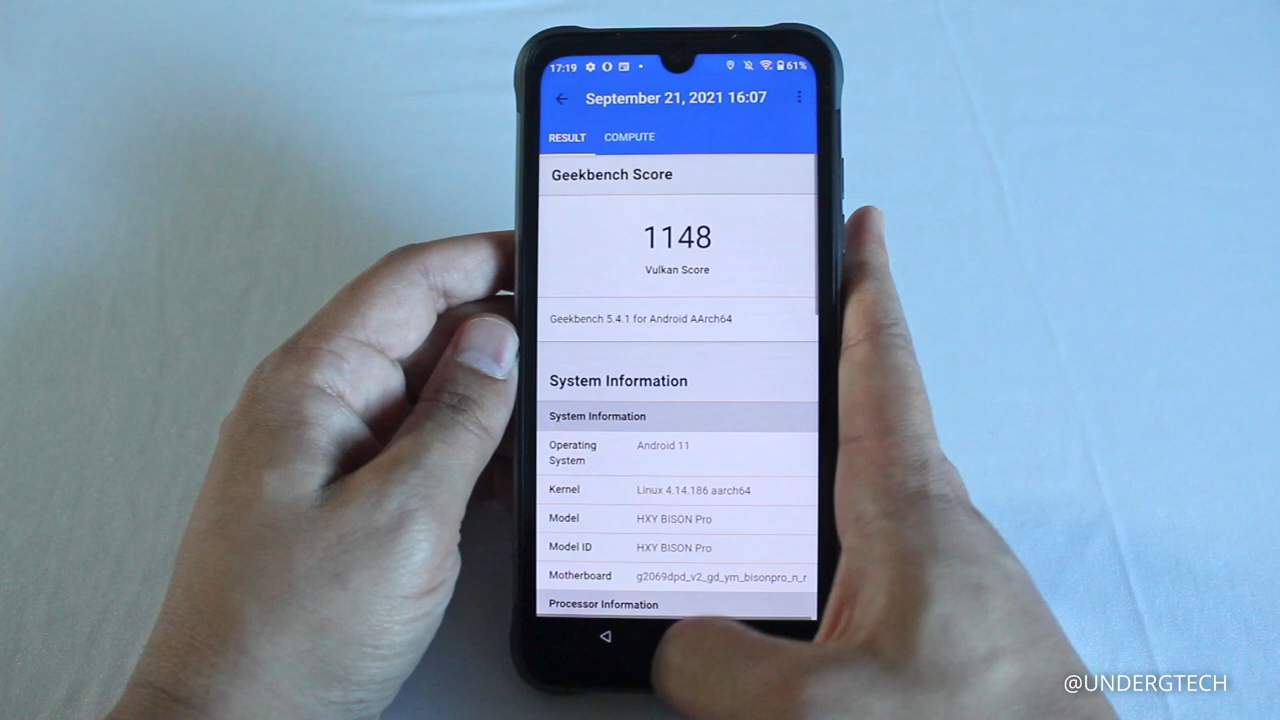 17:19 61%
September 21, 2021 16:07
RESULT COMPUTE
Geekbench Score
1148
Vulkan Score
Geekbench 5.4.1 for Android AArch64
System Information
System Information
Operating System Android 11
Kernel Linux 4.14.186 aarch64
Model HXY BISON Pro
Model ID HXY BISON Pro
Motherboard g2069dpd_v2_gd_ym_bisonpro_n_r
Processor Information
@UNDERGTECH